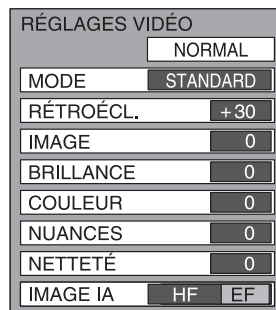 RÉGLAGES VIDÉO
NORMAL
MODE STANDARD
RÉTROÉCL. +30
IMAGE 0
BRILLANCE 0
COULEUR 0
NUANCES 0
NETTETÉ 0
IMAGE IA HF EF